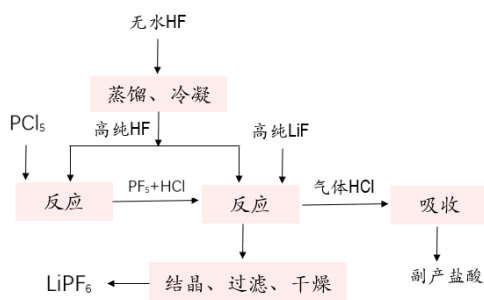 无水HF
蒸馏、冷凝
PCl₅
高纯HF
高纯LiF
反应
PF₅+HCl
反应
气体HCl
吸收
LiPF₆
结晶、过滤、干燥
副产盐酸